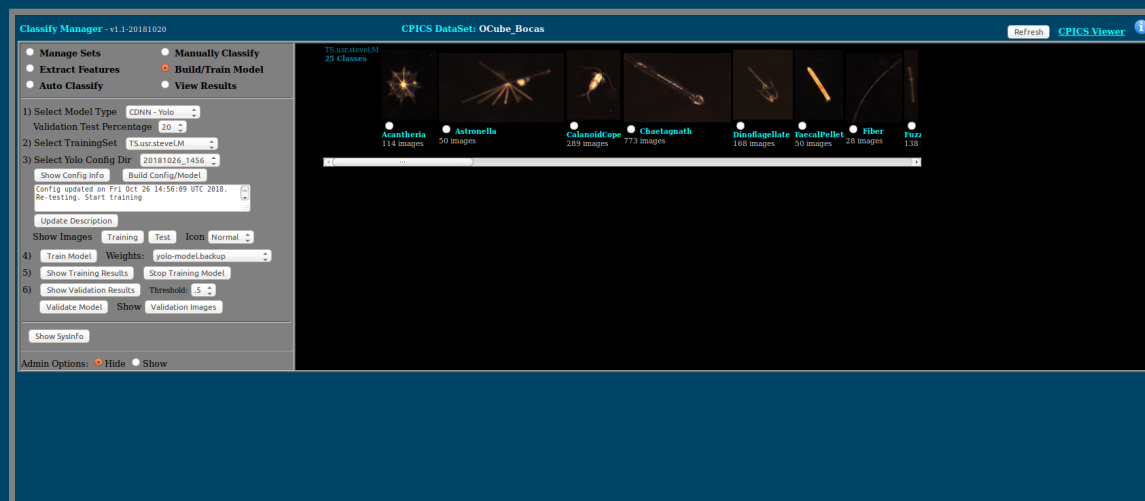 Classify Manager - v1.1-20181020
CPICS DataSet: OCube_Bocas
Refresh
CPICS Viewer
i
Manage Sets
Manually Classify
Extract Features
Build/Train Model
Auto Classify
View Results
1) Select Model Type CDNN - Yolo
Validation Test Percentage 20
2) Select TrainingSet TS.usr.stevel.M
3) Select Yolo Config Dir 20181026_1456
Show Config Info Build Config/Model
Config updated on Fri Oct 26 14:56:09 UTC 2018.
Re-testing. Start training
Update Description
Show Images Training Test Icon Normal
4) Train Model Weights: yolo-model.backup
5) Show Training Results Stop Training Model
6) Show Validation Results Threshold: .5
Validate Model Show Validation Images
Show SysInfo
Admin Options: Hide Show
TS.usr.stevel.M
25 Classes
Acantheria
114 images
Astronella
50 images
CalanoidCope
289 images
Chaetagnath
773 images
Dinoflagellate
168 images
FaecalPellet
50 images
Fiber
28 images
Fuzz
138